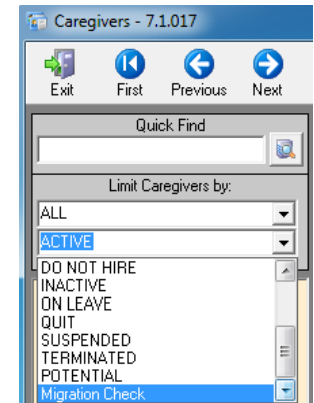 Caregivers - 7.1.017
Exit First Previous Next
Quick Find
Limit Caregivers by:
ALL
ACTIVE
DO NOT HIRE
INACTIVE
ON LEAVE
QUIT
SUSPENDED
TERMINATED
POTENTIAL
Migration Check